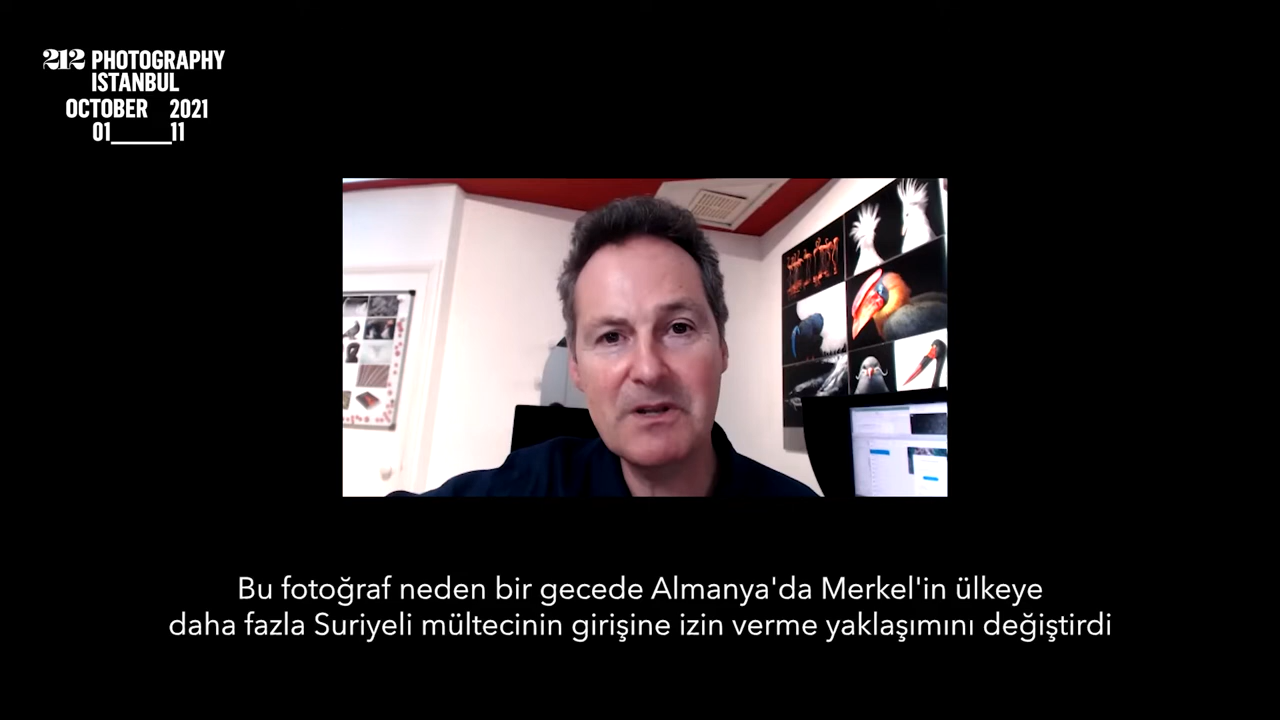 212 PHOTOGRAPHY
ISTANBUL
OCTOBER 2021
01 11
Bu fotoğraf neden bir gecede Almanya'da Merkel'in ülkeye
daha fazla Suriyeli mültecinin girişine izin verme yaklaşımını değiştirdi